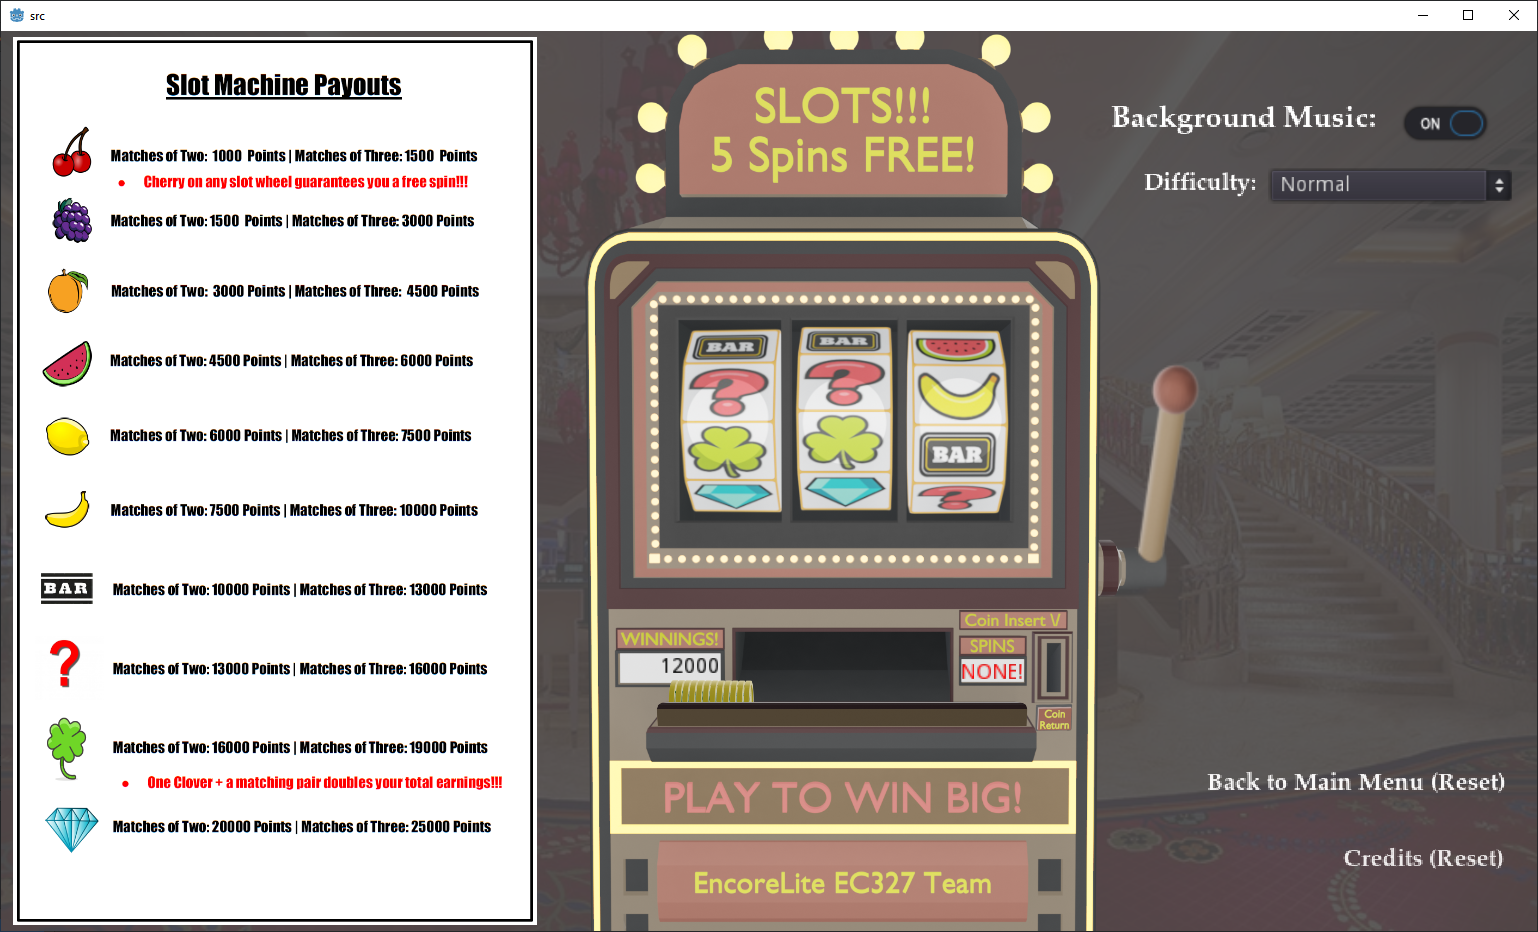 src
Slot Machine Payouts
Matches of Two: 1000 Points | Matches of Three: 1500 Points
• Cherry on any slot wheel guarantees you a free spin!!!
Matches of Two: 1500 Points | Matches of Three: 3000 Points
Matches of Two: 3000 Points | Matches of Three: 4500 Points
Matches of Two: 4500 Points | Matches of Three: 6000 Points
Matches of Two: 6000 Points | Matches of Three: 7500 Points
Matches of Two: 7500 Points | Matches of Three: 10000 Points
BAR
Matches of Two: 10000 Points | Matches of Three: 13000 Points
?
Matches of Two: 13000 Points | Matches of Three: 16000 Points
Matches of Two: 16000 Points | Matches of Three: 19000 Points
• One Clover + a matching pair doubles your total earnings!!!
Matches of Two: 20000 Points | Matches of Three: 25000 Points
SLOTS!!!
5 Spins FREE!
BAR
BAR
?
?
BAR
?
Coin Insert \/
WINNINGS!
12000
SPINS
NONE!
Coin
Return
PLAY TO WIN BIG!
EncoreLite EC327 Team
Background Music:
ON
Difficulty:
Normal
Back to Main Menu (Reset)
Credits (Reset)